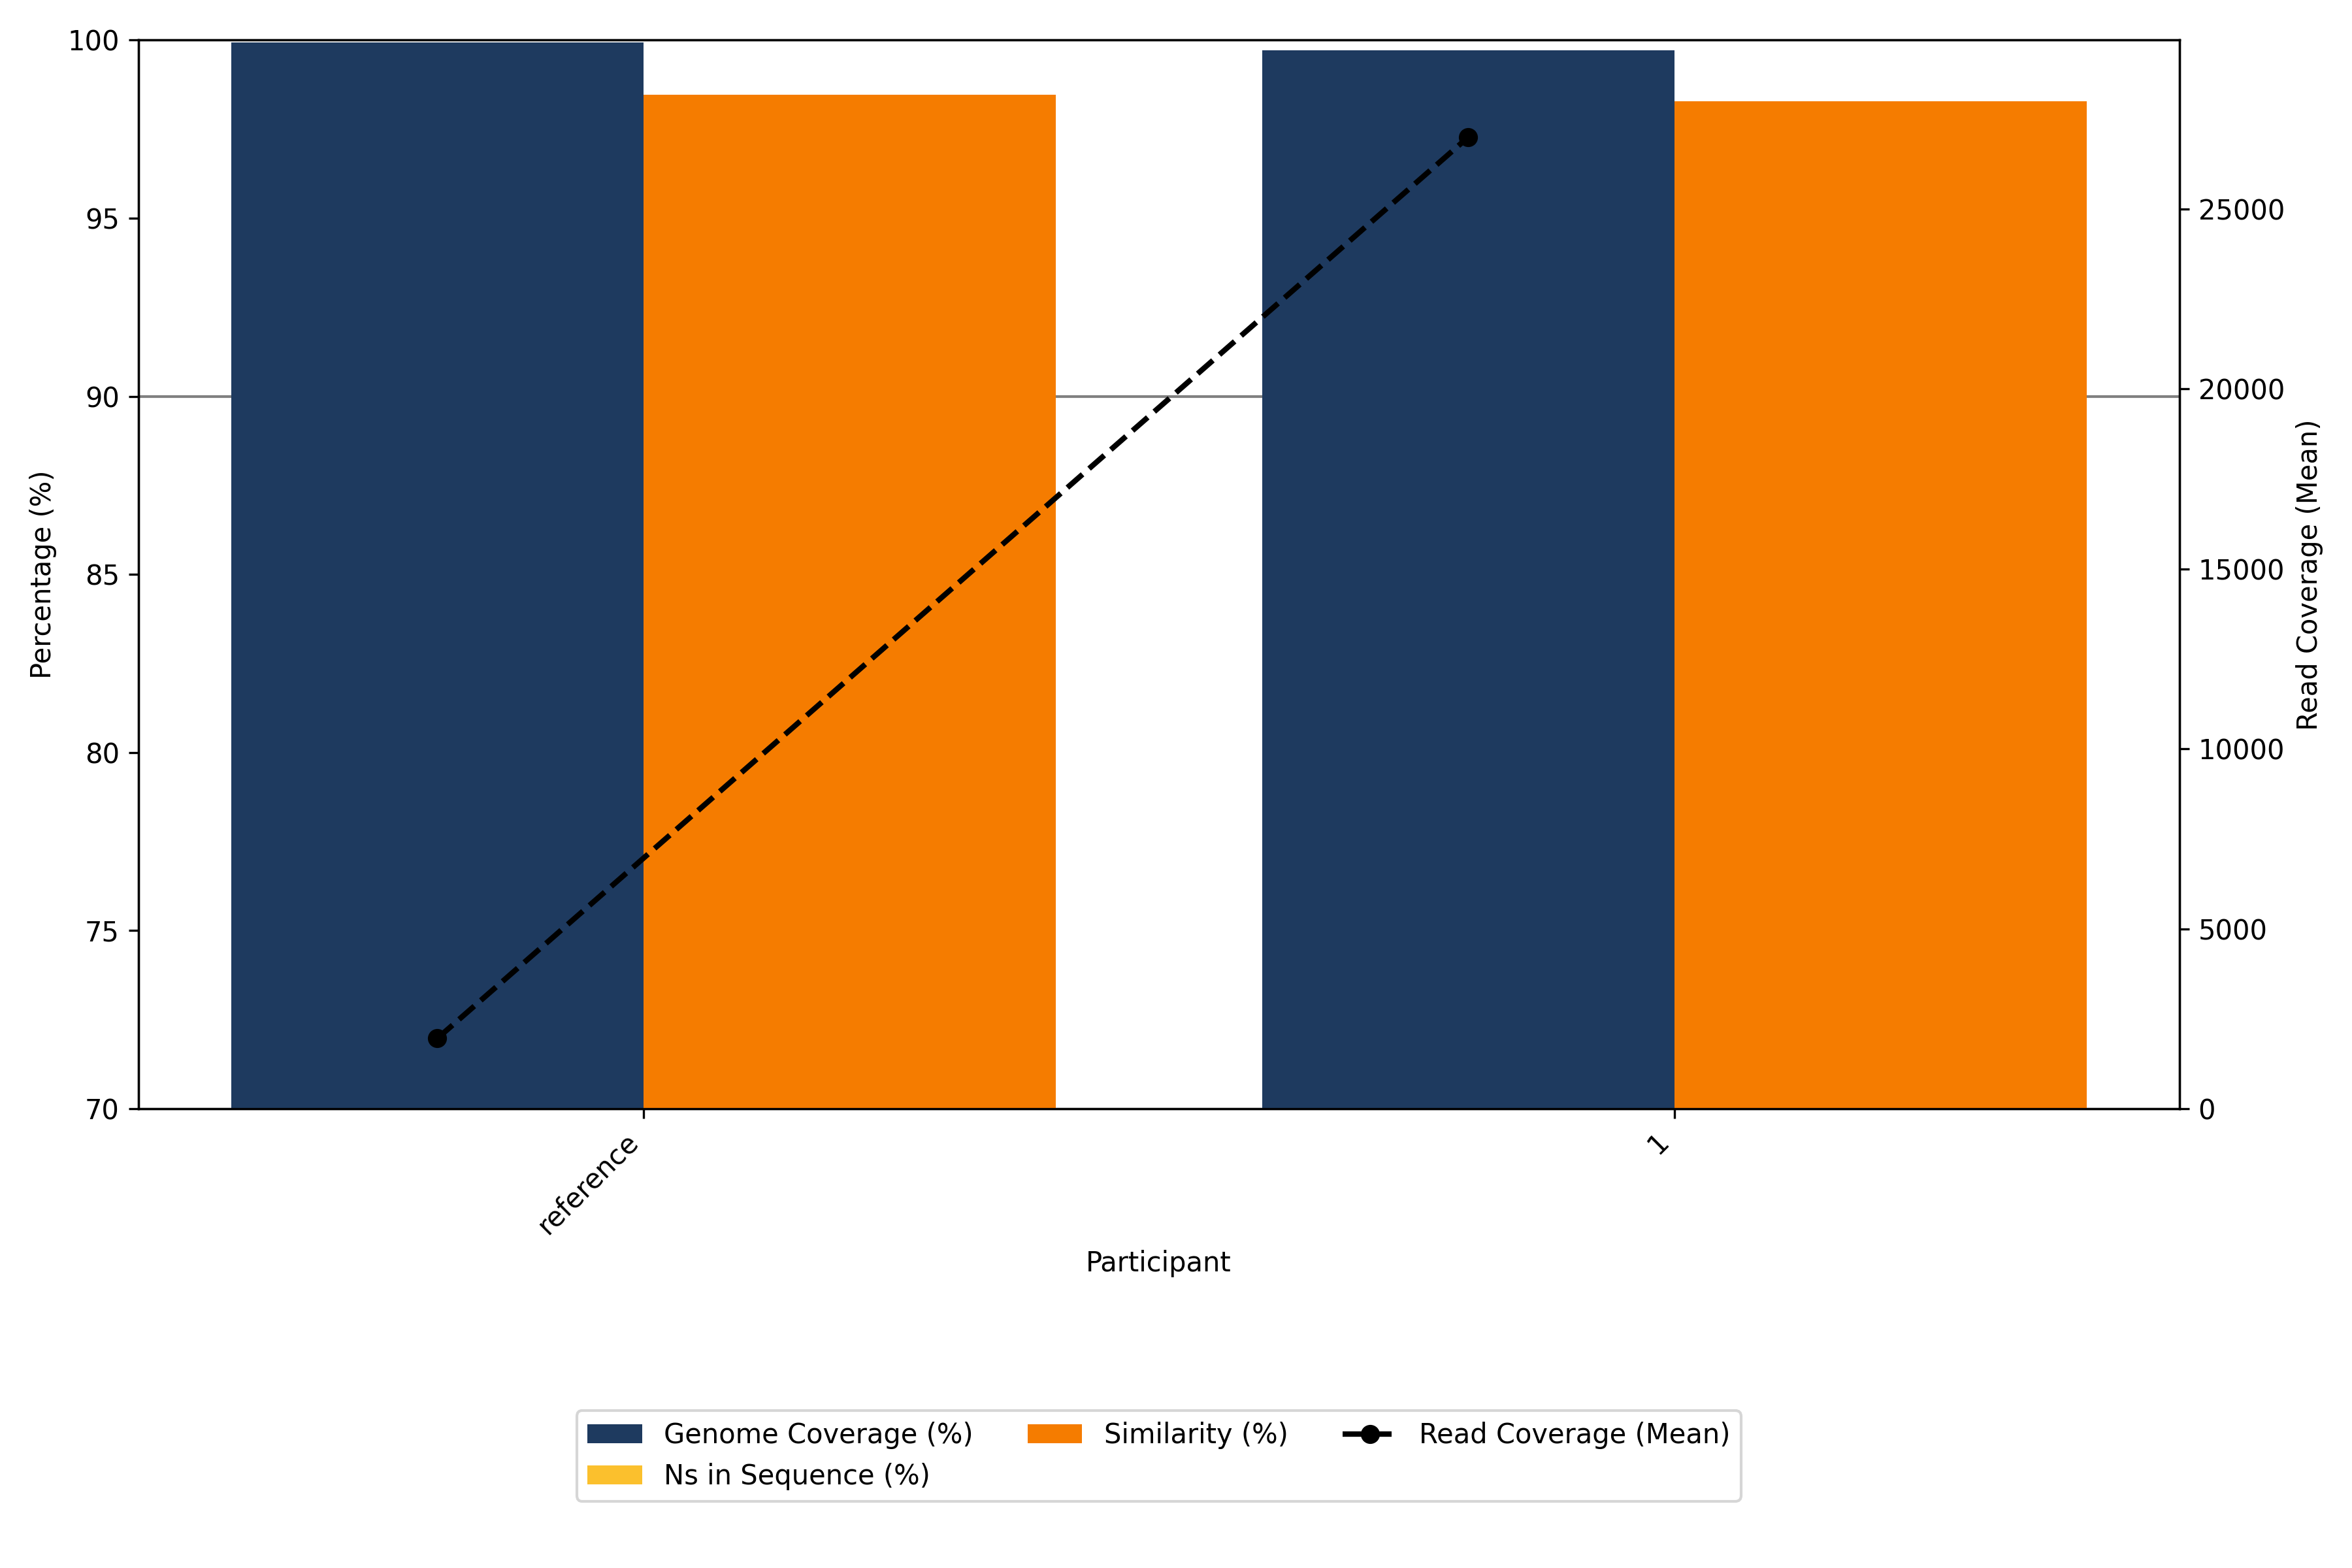 100
95
90
85
80
75
70
Percentage (%)
25000
20000
15000
10000
5000
0
Read Coverage (Mean)
reference
1
Participant
Genome Coverage (%)
Ns in Sequence (%)
Similarity (%)
Read Coverage (Mean)